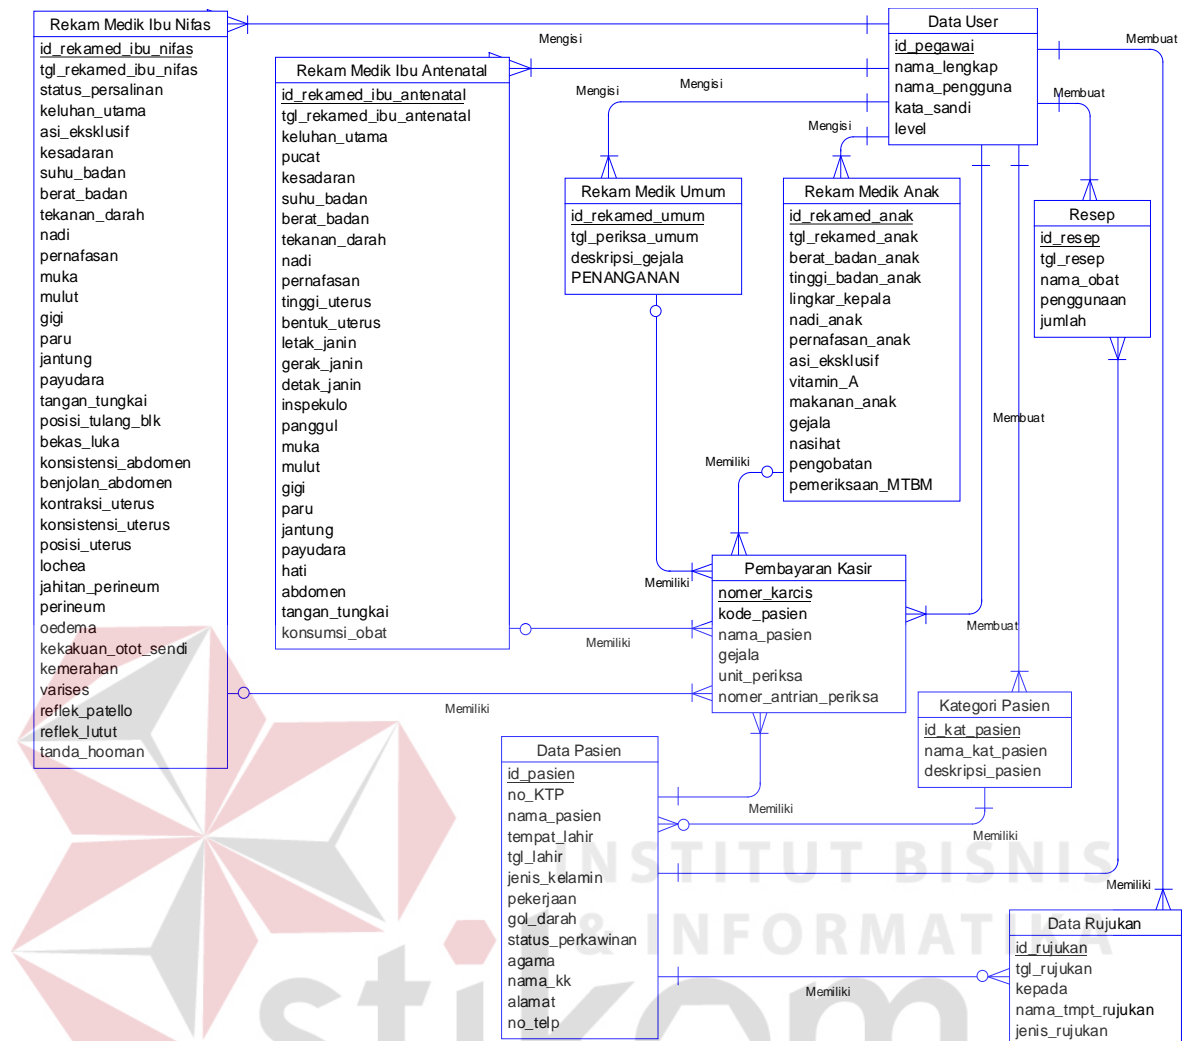 Rekam Medik Ibu Nifas
id_rekamed_ibu_nifas
tgl_rekamed_ibu_nifas
status_persalinan
keluhan_utama
asi_eksklusif
kesadaran
suhu_badan
berat_badan
tekanan_darah
nadi
pernafasan
muka
mulut
gigi
paru
jantung
payudara
tangan_tungkai
posisi_tulang_blk
bekas_luka
konsistensi_abdomen
benjolan_abdomen
kontraksi_uterus
konsistensi_uterus
posisi_uterus
lochea
jahitan_perineum
perineum
oedema
kekakuan_otot_sendi
kemerahan
varises
reflek_patello
reflek_lutut
tanda_hooman
Rekam Medik Ibu Antenatal
id_rekamed_ibu_antenatal
tgl_rekamed_ibu_antenatal
keluhan_utama
pucat
kesadaran
suhu_badan
berat_badan
tekanan_darah
nadi
pernafasan
tinggi_uterus
bentuk_uterus
letak_janin
gerak_janin
detak_janin
inspekulo
panggul
muka
mulut
gigi
paru
jantung
payudara
hati
abdomen
tangan_tungkai
konsumsi_obat
Mengisi
Mengisi
Mengisi
Mengisi
Data User
id_pegawai
nama_lengkap
nama_pengguna
kata_sandi
level
Membuat
Membuat
Rekam Medik Umum
id_rekamed_umum
tgl_periksa_umum
deskripsi_gejala
PENANGANAN
Rekam Medik Anak
id_rekamed_anak
tgl_rekamed_anak
berat_badan_anak
tinggi_badan_anak
lingkar_kepala
nadi_anak
pernafasan_anak
asi_eksklusif
vitamin_A
makanan_anak
gejala
nasihat
pengobatan
pemeriksaan_MTBM
Resep
id_resep
tgl_resep
nama_obat
penggunaan
jumlah
Membuat
Memiliki
Memiliki
Memiliki
Memiliki
Pembayaran Kasir
nomer_karcis
kode_pasien
nama_pasien
gejala
unit_periksa
nomer_antrian_periksa
Membuat
Kategori Pasien
id_kat_pasien
nama_kat_pasien
deskripsi_pasien
Memiliki
Memiliki
Data Pasien
id_pasien
no_KTP
nama_pasien
tempat_lahir
tgl_lahir
jenis_kelamin
pekerjaan
gol_darah
status_perkawinan
agama
nama_kk
alamat
no_telp
Memiliki
Memiliki
Data Rujukan
id_rujukan
tgl_rujukan
kepada
nama_tmpt_rujukan
jenis_rujukan
INSTITUT BISNIS
& INFORMATIKA
stikom